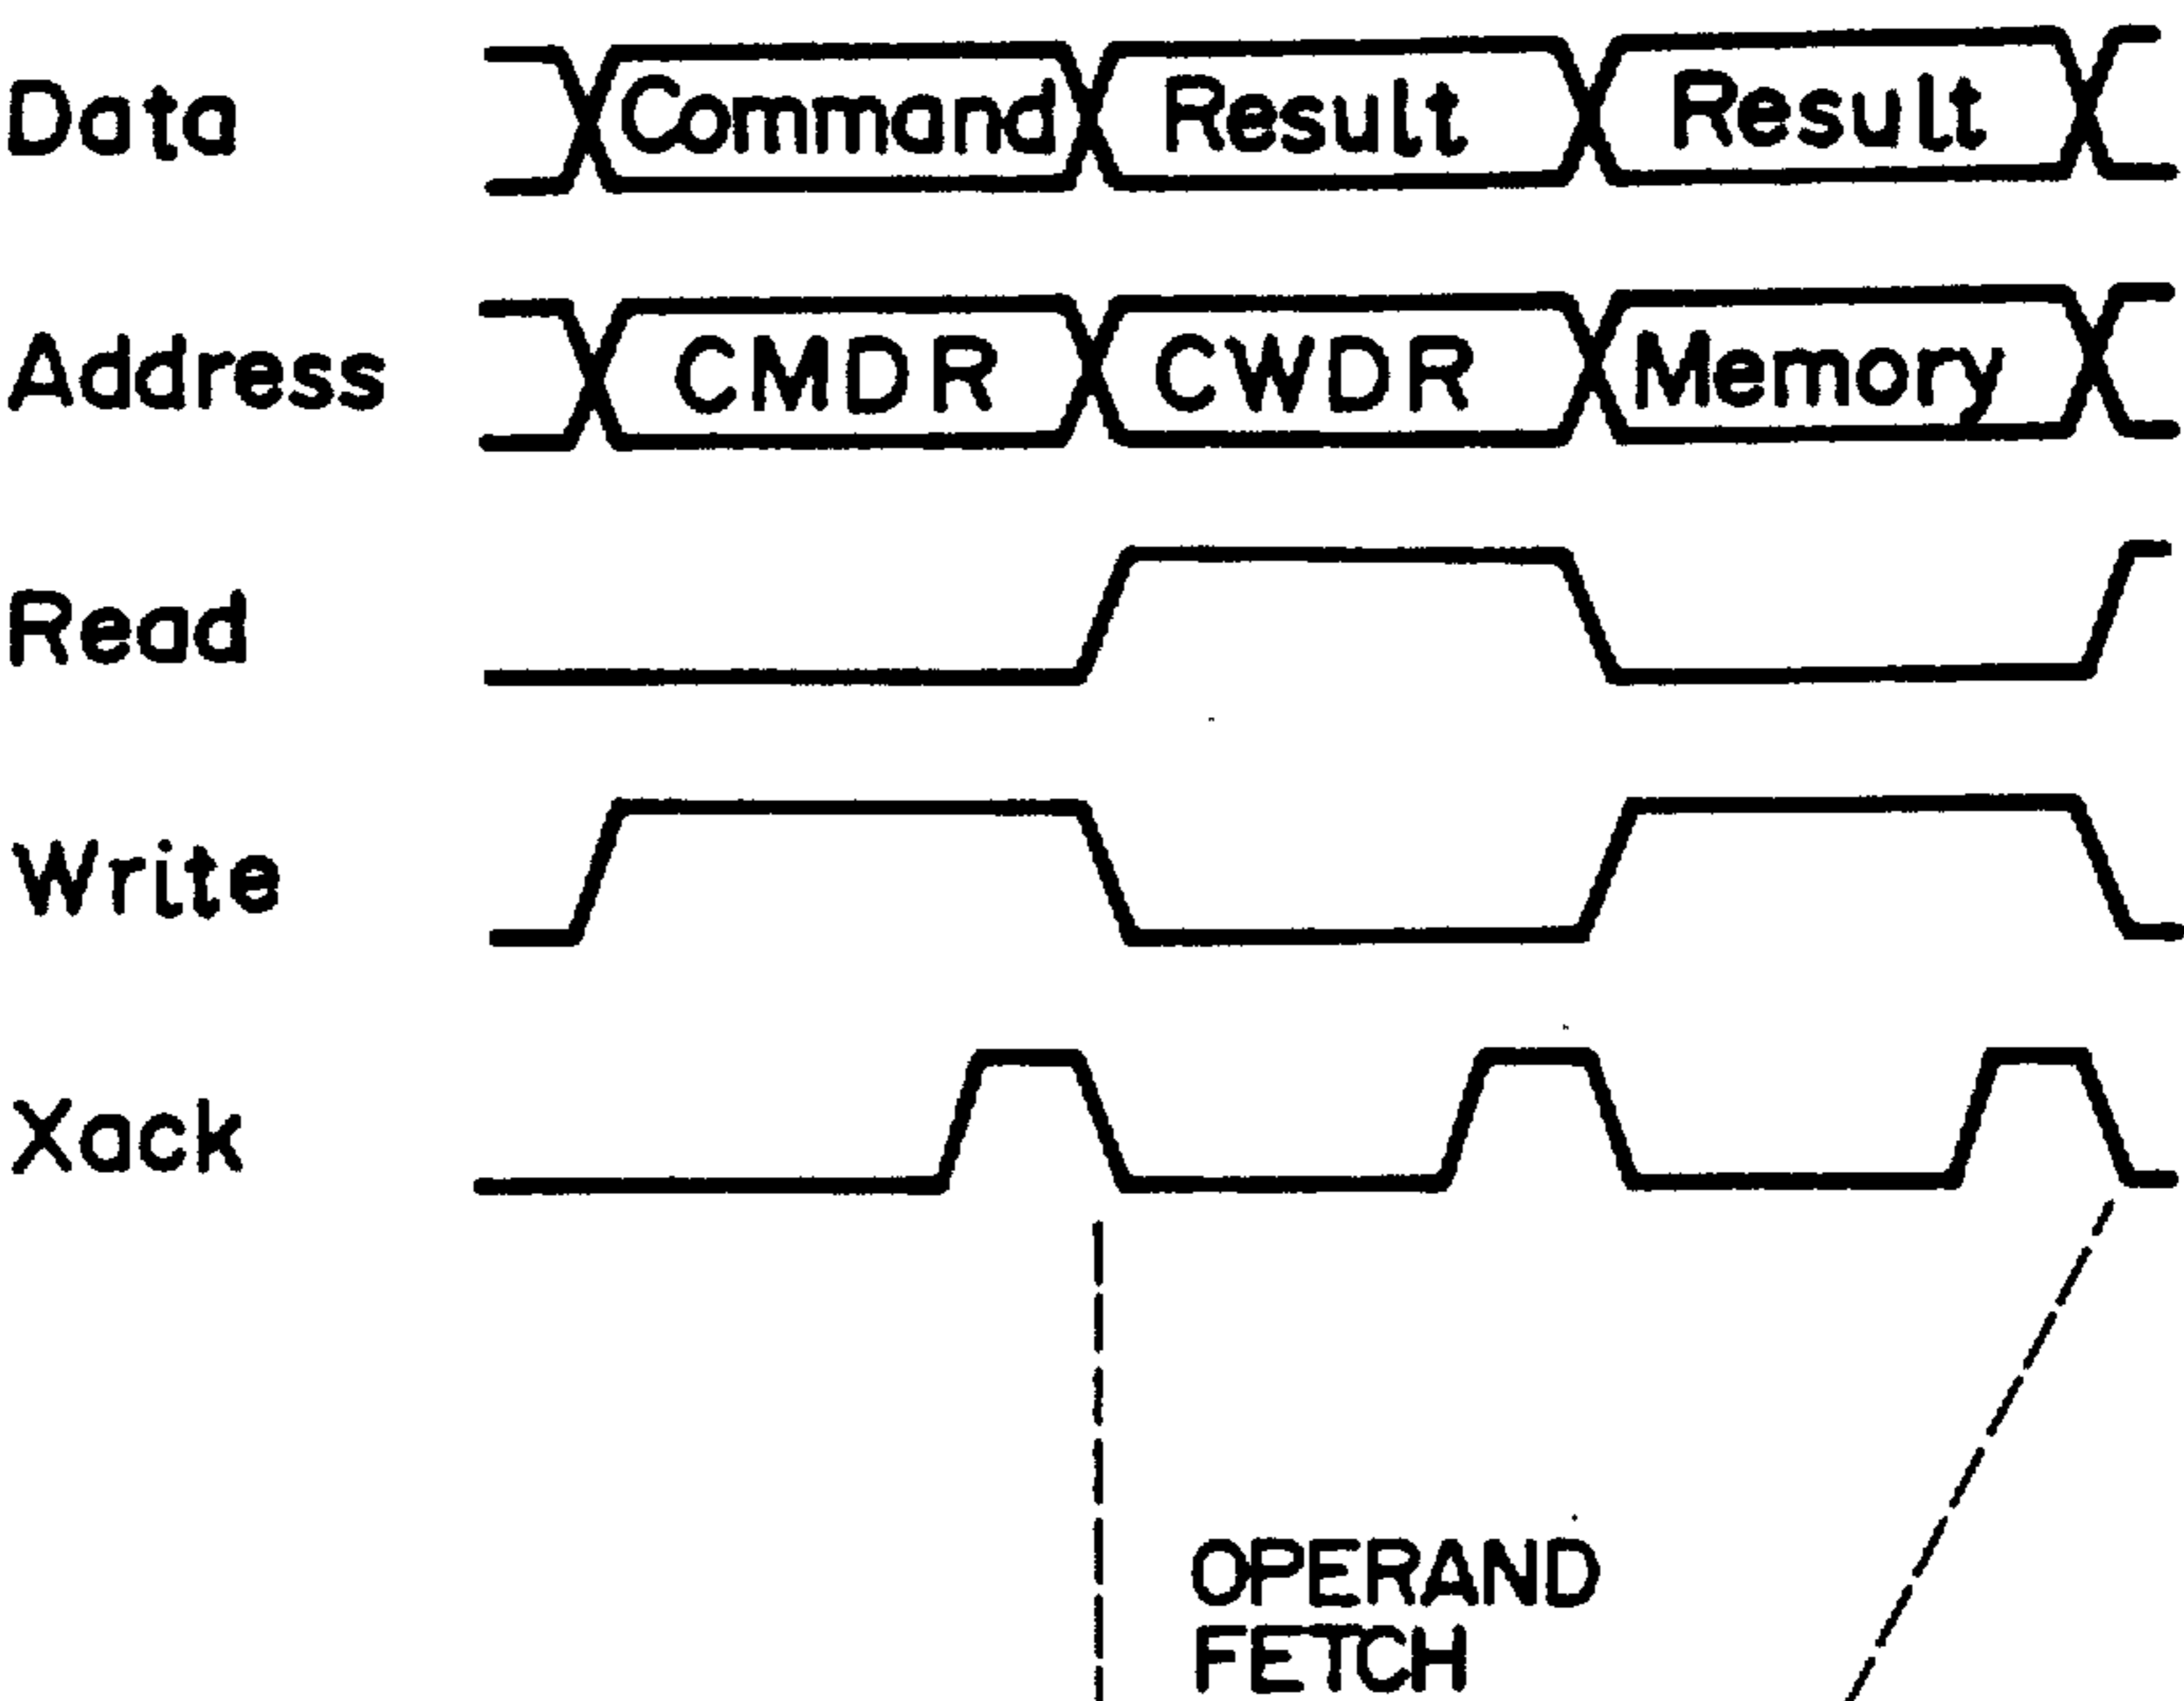 Data Command Result Result
Address CMDR CWDR Memory
Read
Write
Xack
OPERAND
FETCH